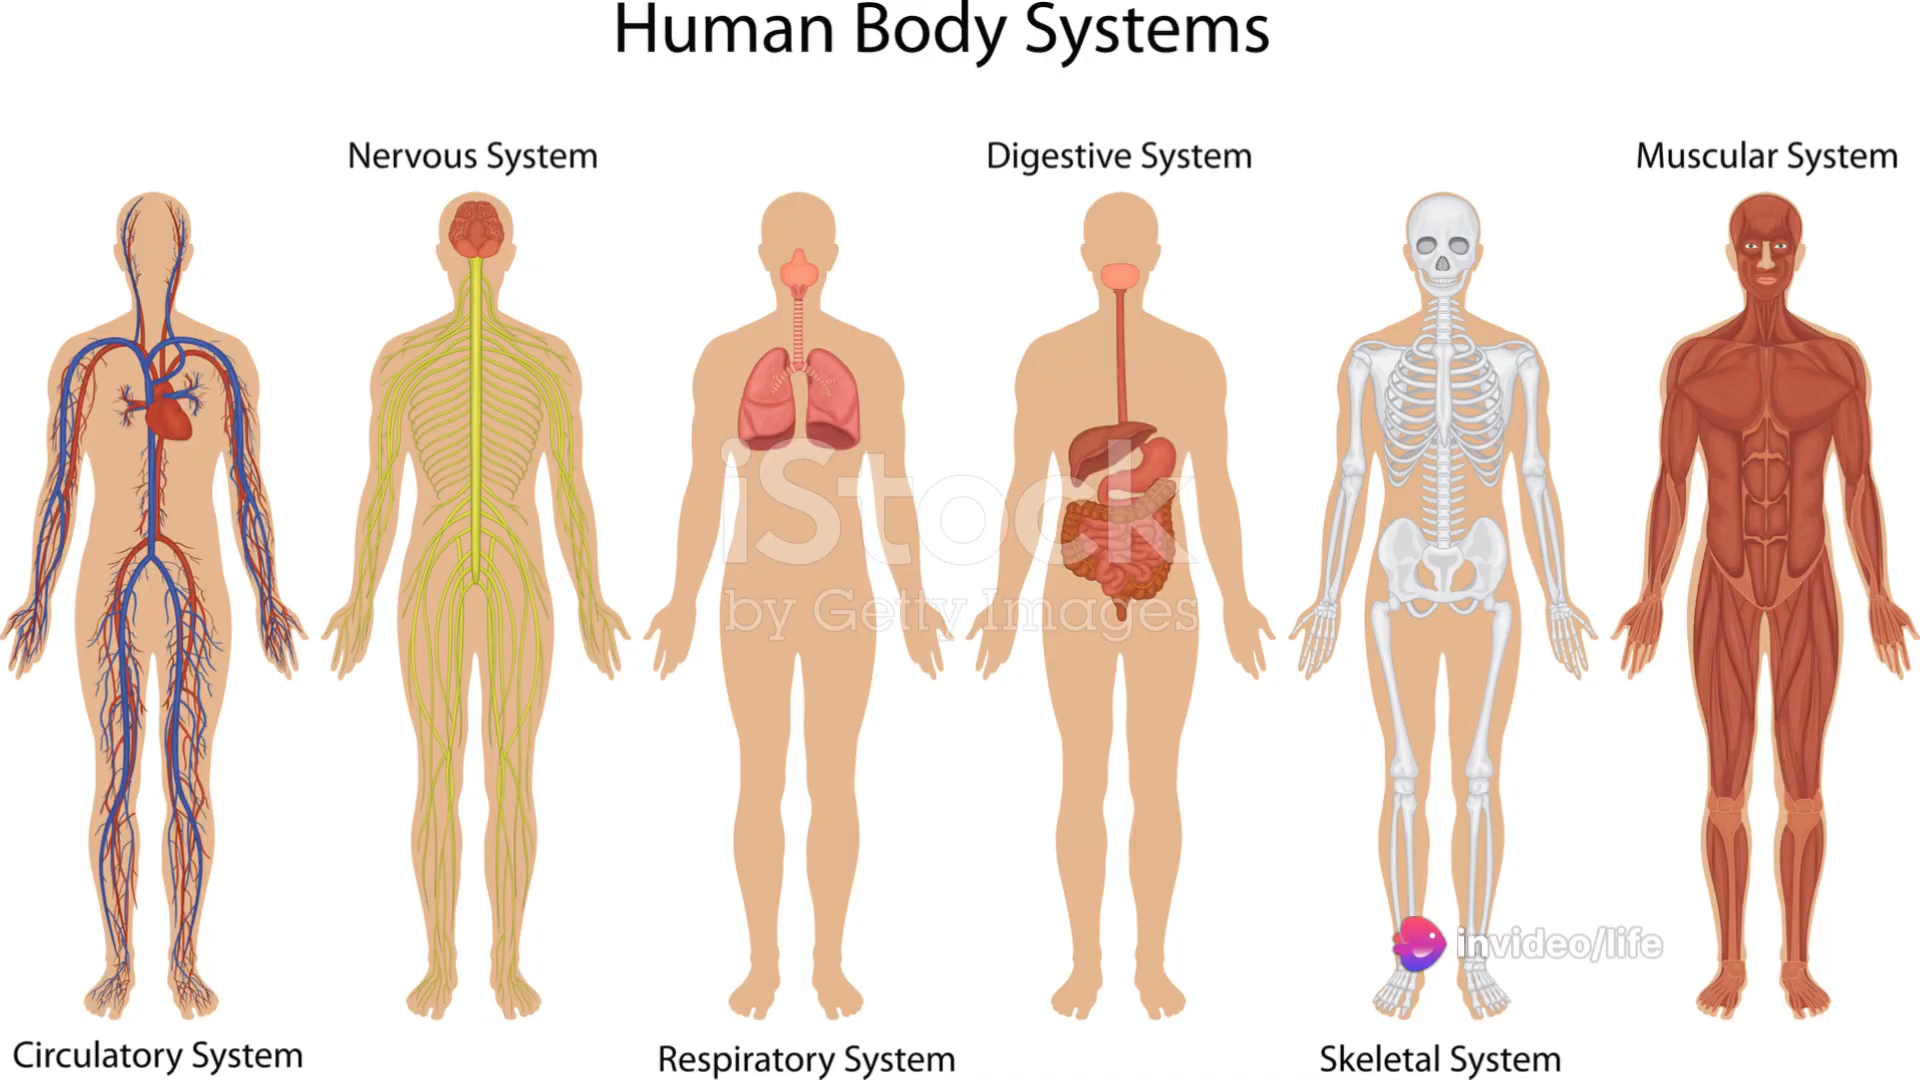 Human Body Systems
Nervous System
Digestive System
Muscular System
iStock
by Getty Images
invideo/life
Circulatory System
Respiratory System
Skeletal System